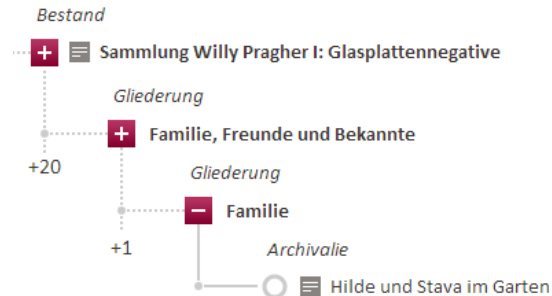 Bestand
Sammlung Willy Pragher I: Glasplattennegative
Gliederung
Familie, Freunde und Bekannte
+20
Gliederung
Familie
+1
Archivalie
Hilde und Stava im Garten